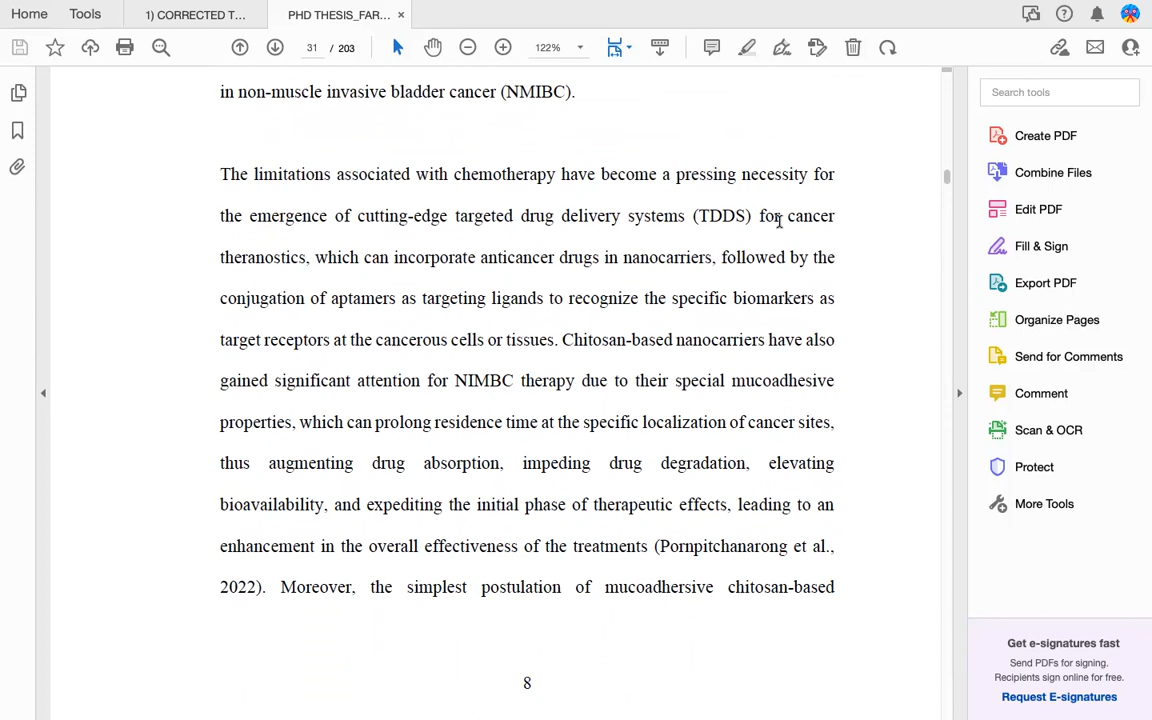 Home Tools 1) CORRECTED T... PHD THESIS_FAR... ×
31 / 203 122%
in non-muscle invasive bladder cancer (NMIBC).
The limitations associated with chemotherapy have become a pressing necessity for
the emergence of cutting-edge targeted drug delivery systems (TDDS) for cancer
theranostics, which can incorporate anticancer drugs in nanocarriers, followed by the
conjugation of aptamers as targeting ligands to recognize the specific biomarkers as
target receptors at the cancerous cells or tissues. Chitosan-based nanocarriers have also
gained significant attention for NIMBC therapy due to their special mucoadhesive
properties, which can prolong residence time at the specific localization of cancer sites,
thus augmenting drug absorption, impeding drug degradation, elevating
bioavailability, and expediting the initial phase of therapeutic effects, leading to an
enhancement in the overall effectiveness of the treatments (Pornpitchanarong et al.,
2022). Moreover, the simplest postulation of mucoadhersive chitosan-based
8
Search tools
Create PDF
Combine Files
Edit PDF
Fill & Sign
Export PDF
Organize Pages
Send for Comments
Comment
Scan & OCR
Protect
More Tools
Get e-signatures fast
Send PDFs for signing.
Recipients sign online for free.
Request E-signatures